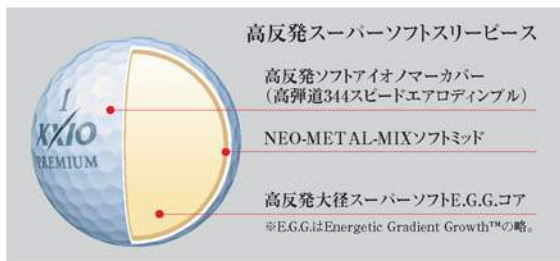 高反発スーパーソフトスリーピース
高反発ソフトアイオノマーカバー
(高弾道344スピードエアロディンプル)
NEO-METAL-MIXソフトミッド
高反発大径スーパーソフトE.G.G.コア
※E.G.G.はEnergetic Gradient Growth™の略。
I
XXIO
PREMIUM